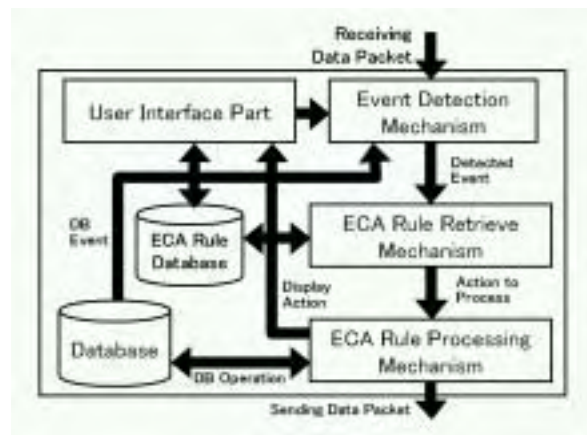 Receiving
Data Packet
User Interface Part
Event Detection
Mechanism
Detected
Event
DB
Event
ECA Rule
Database
ECA Rule Retrieve
Mechanism
Display
Action
Action to
Process
Database
ECA Rule Processing
Mechanism
DB Operation
Sending Data Packet